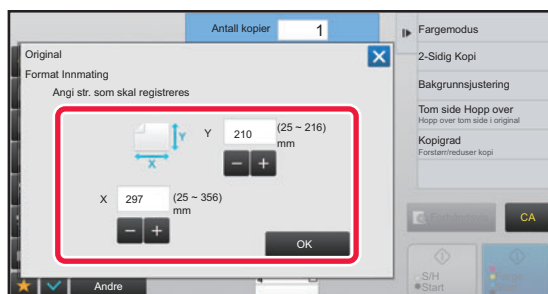 Antall kopier 1
Original
Format Innmating
Angi str. som skal registreres
Y
X
Y 210 (25 ~ 216)
mm
X 297 (25 ~ 356)
mm
OK
Andre
Fargemodus
2-Sidig Kopi
Bakgrunnsjustering
Tom side Hopp over
Hopp over tom side i original
Kopigrad
Forstørr/reduser kopi
CA
S/H
Start